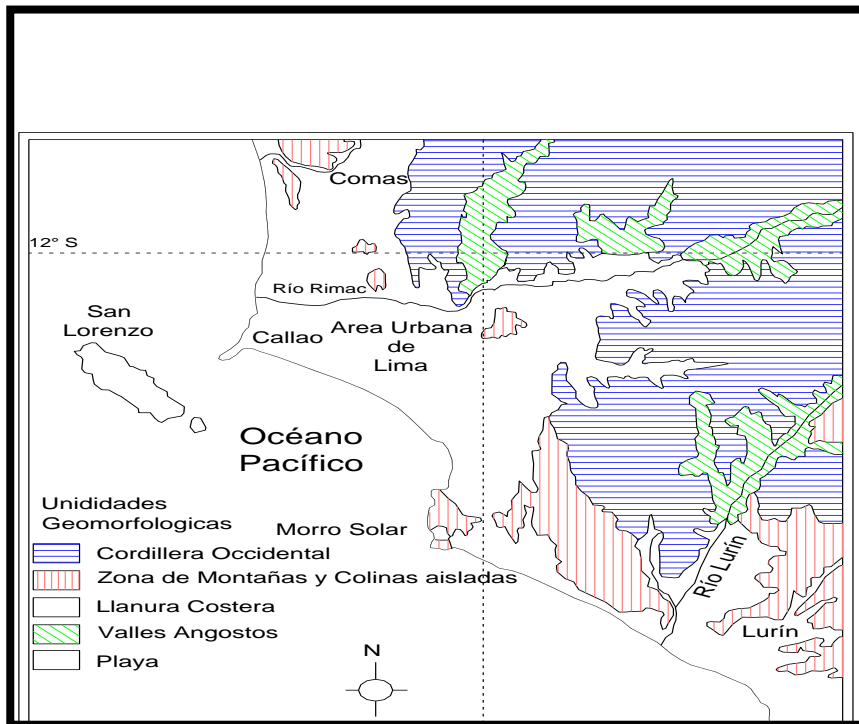 Comas
12° S
Río Rimac
San
Lorenzo
Callao
Area Urbana
de
Lima
Océano
Pacífico
Unididades
Geomorfologicas
Morro Solar
Cordillera Occidental
Zona de Montañas y Colinas aisladas
Llanura Costera
Valles Angostos
Playa
Río Lurín
Lurín
N